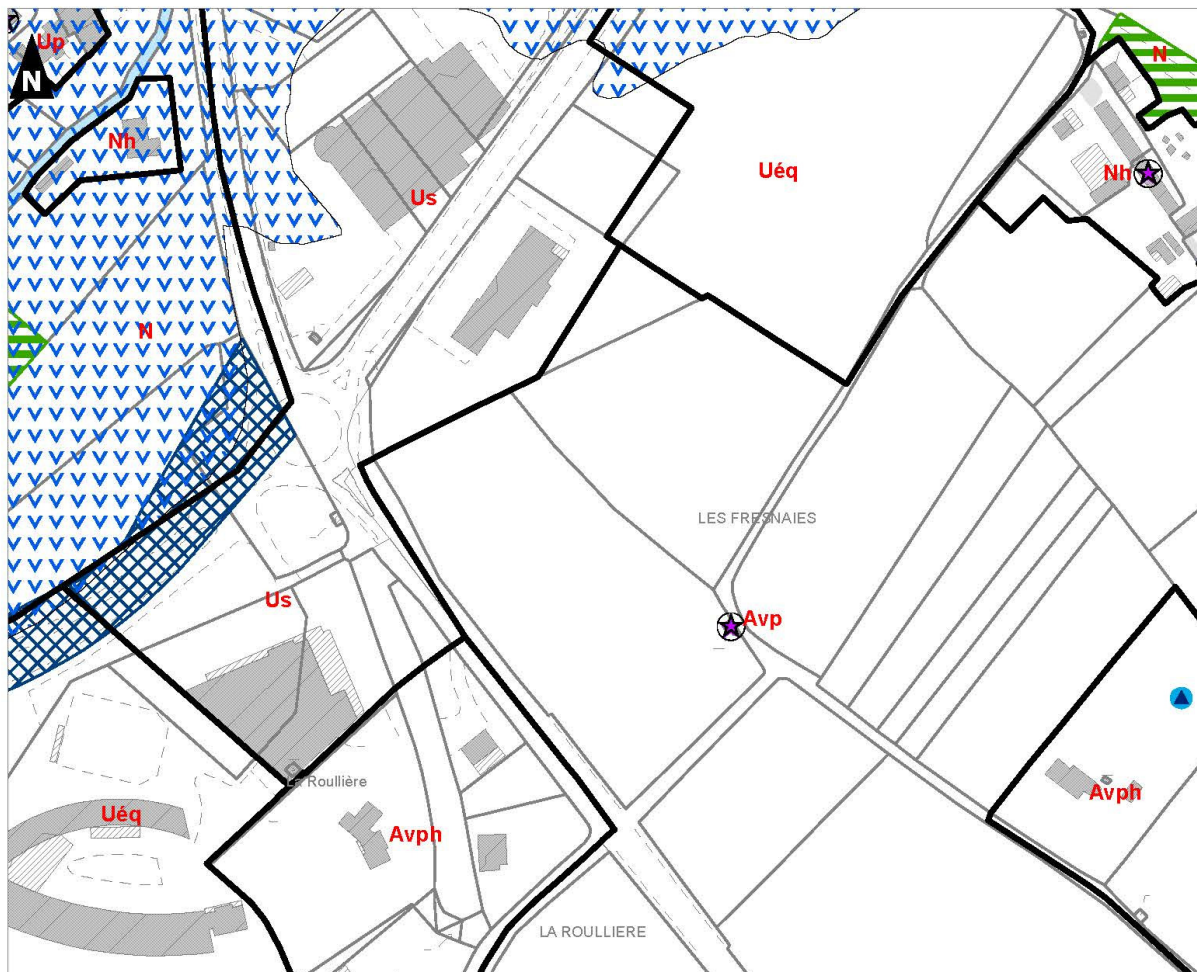 Up
N
N
Nh
Uéq
Nh
Us
N
LES FRESNAIES
Us
Avp
La Roullière
Avph
Uéq
Avph
LA ROULLIERE